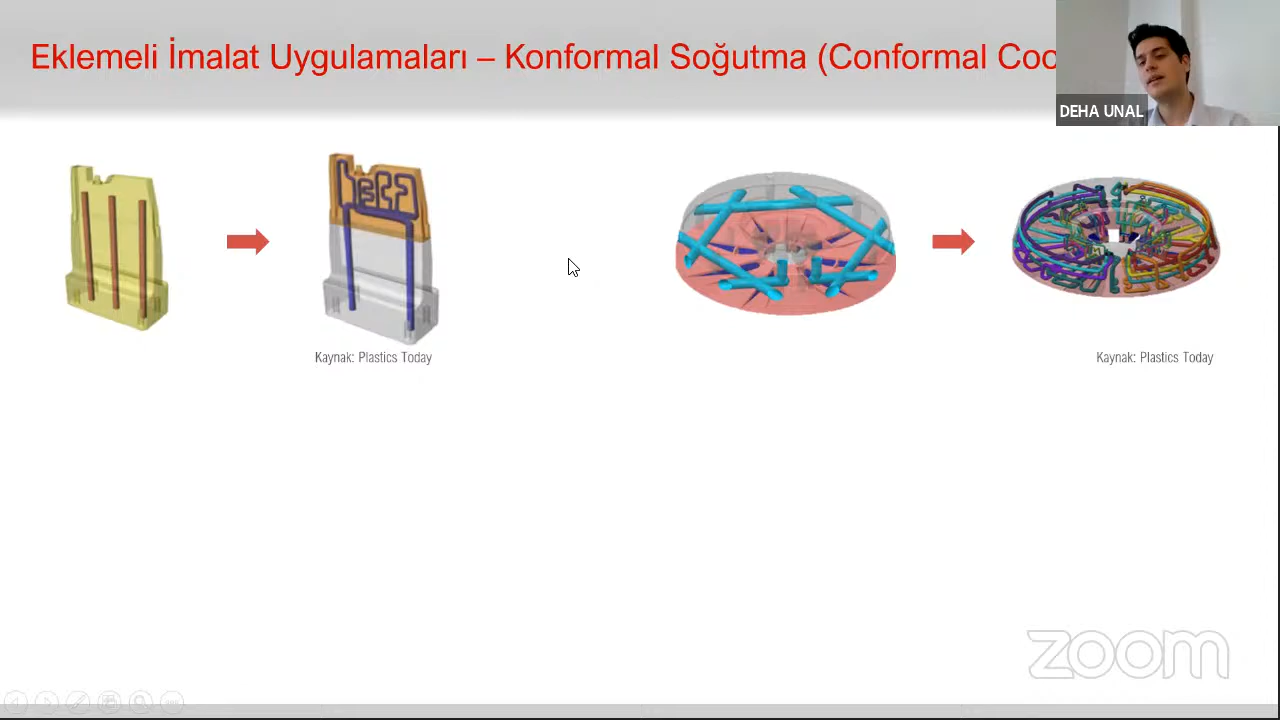 Eklemeli İmalat Uygulamaları – Konformal Soğutma (Conformal Coo
DEHA UNAL
Kaynak: Plastics Today
Kaynak: Plastics Today
zoom